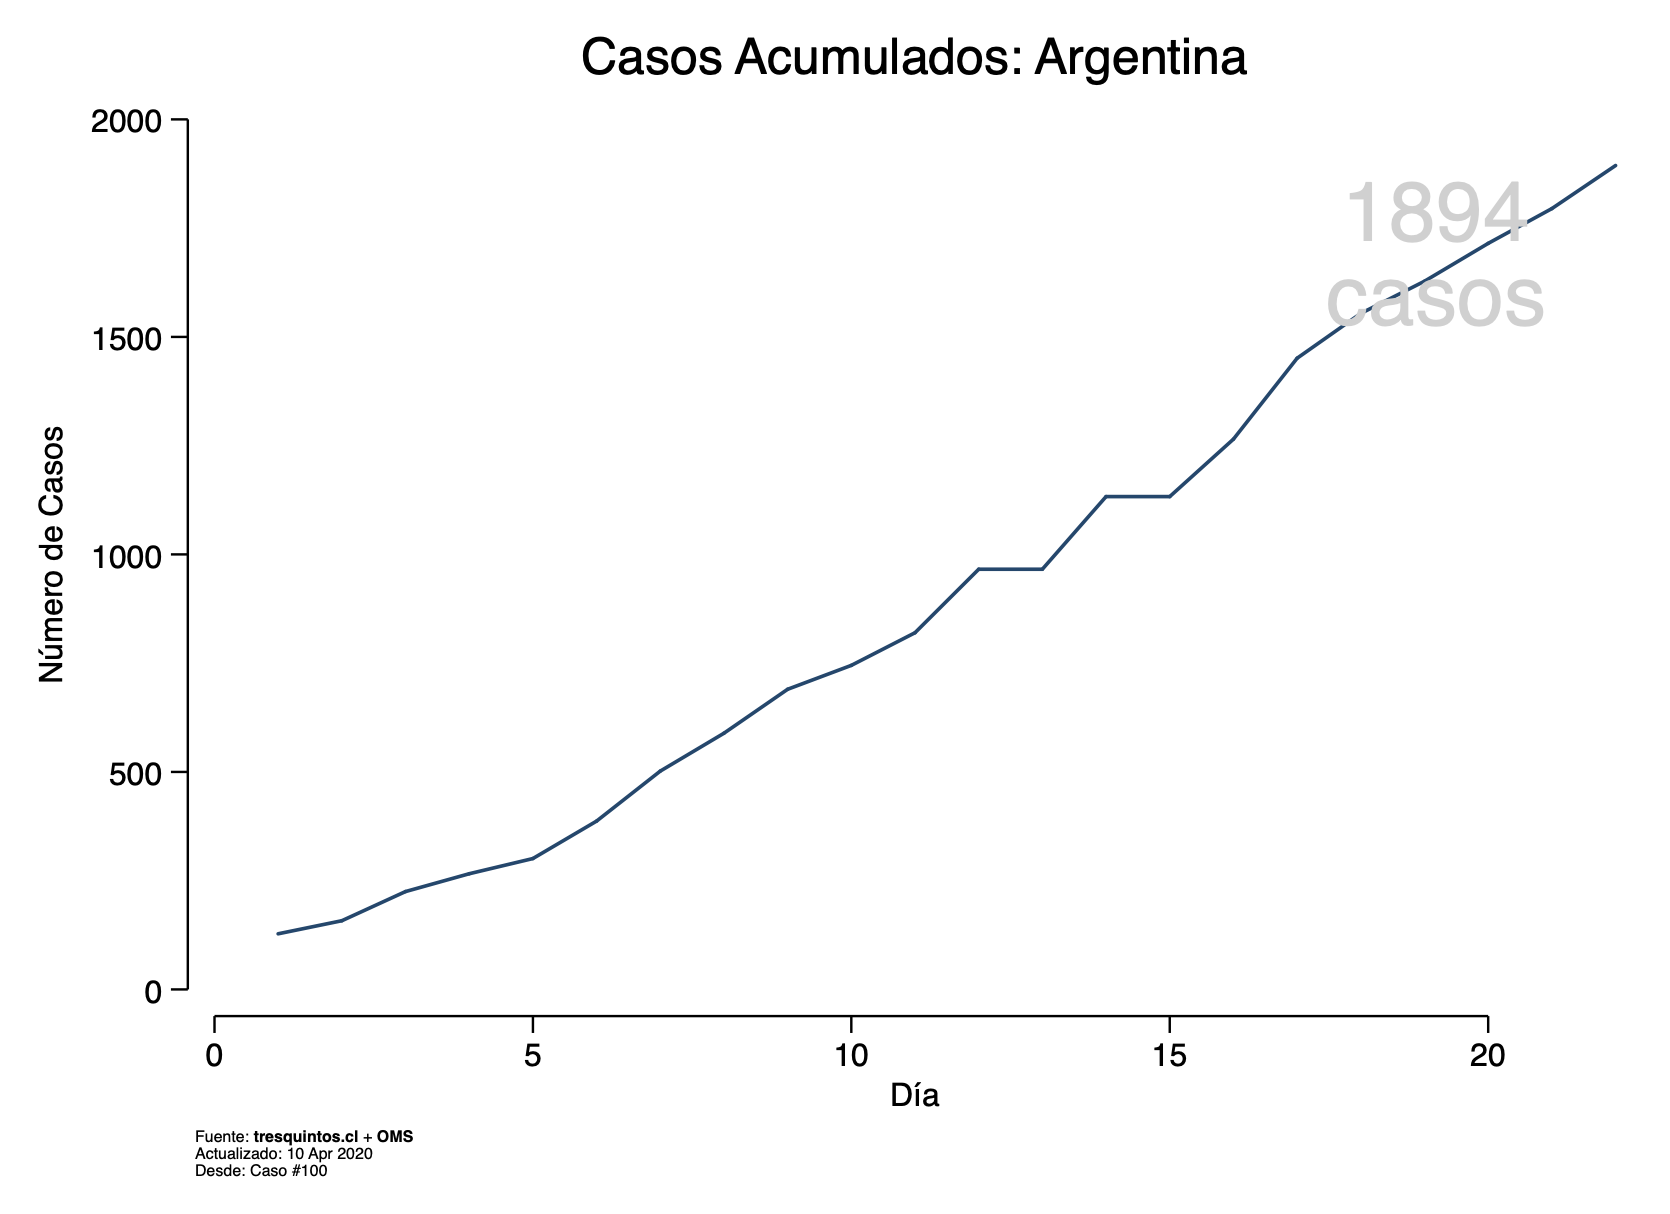 Casos Acumulados: Argentina
2000
1500
1000
500
0
Número de Casos
1894
casos
0 5 10 15 20
Día
Fuente: tresquintos.cl + OMS
Actualizado: 10 Apr 2020
Desde: Caso #100